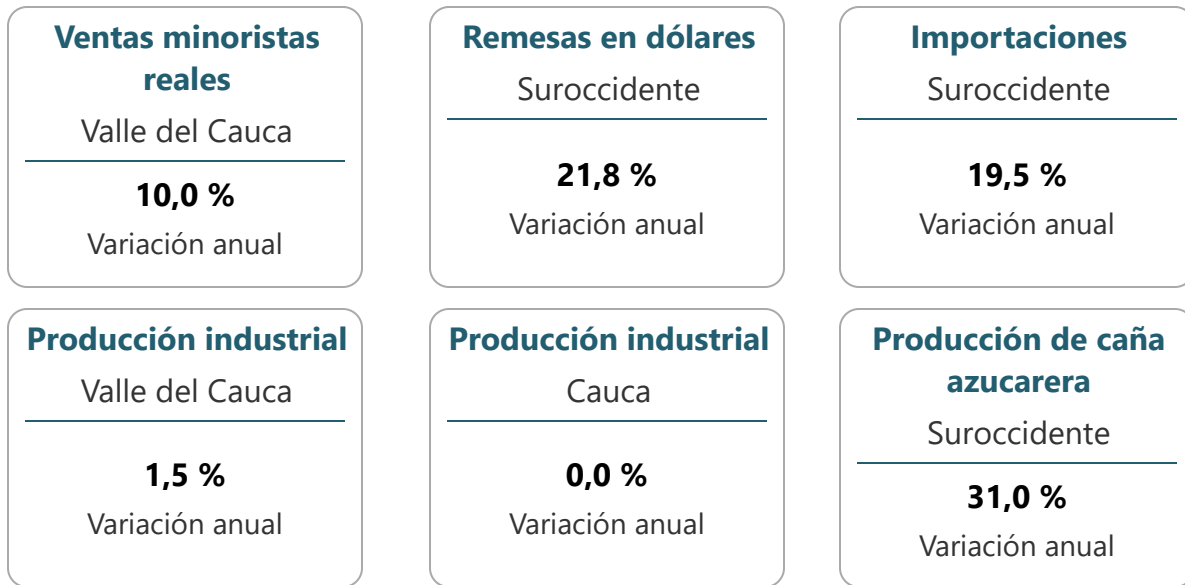 Ventas minoristas
reales
Valle del Cauca
10,0 %
Variación anual
Remesas en dólares
Suroccidente
21,8 %
Variación anual
Importaciones
Suroccidente
19,5 %
Variación anual
Producción industrial
Valle del Cauca
1,5 %
Variación anual
Producción industrial
Cauca
0,0 %
Variación anual
Producción de caña
azucarera
Suroccidente
31,0 %
Variación anual